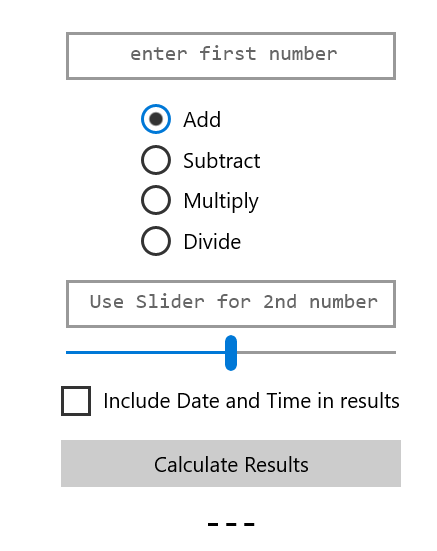 enter first number
Add
Subtract
Multiply
Divide
Use Slider for 2nd number
Include Date and Time in results
Calculate Results
---